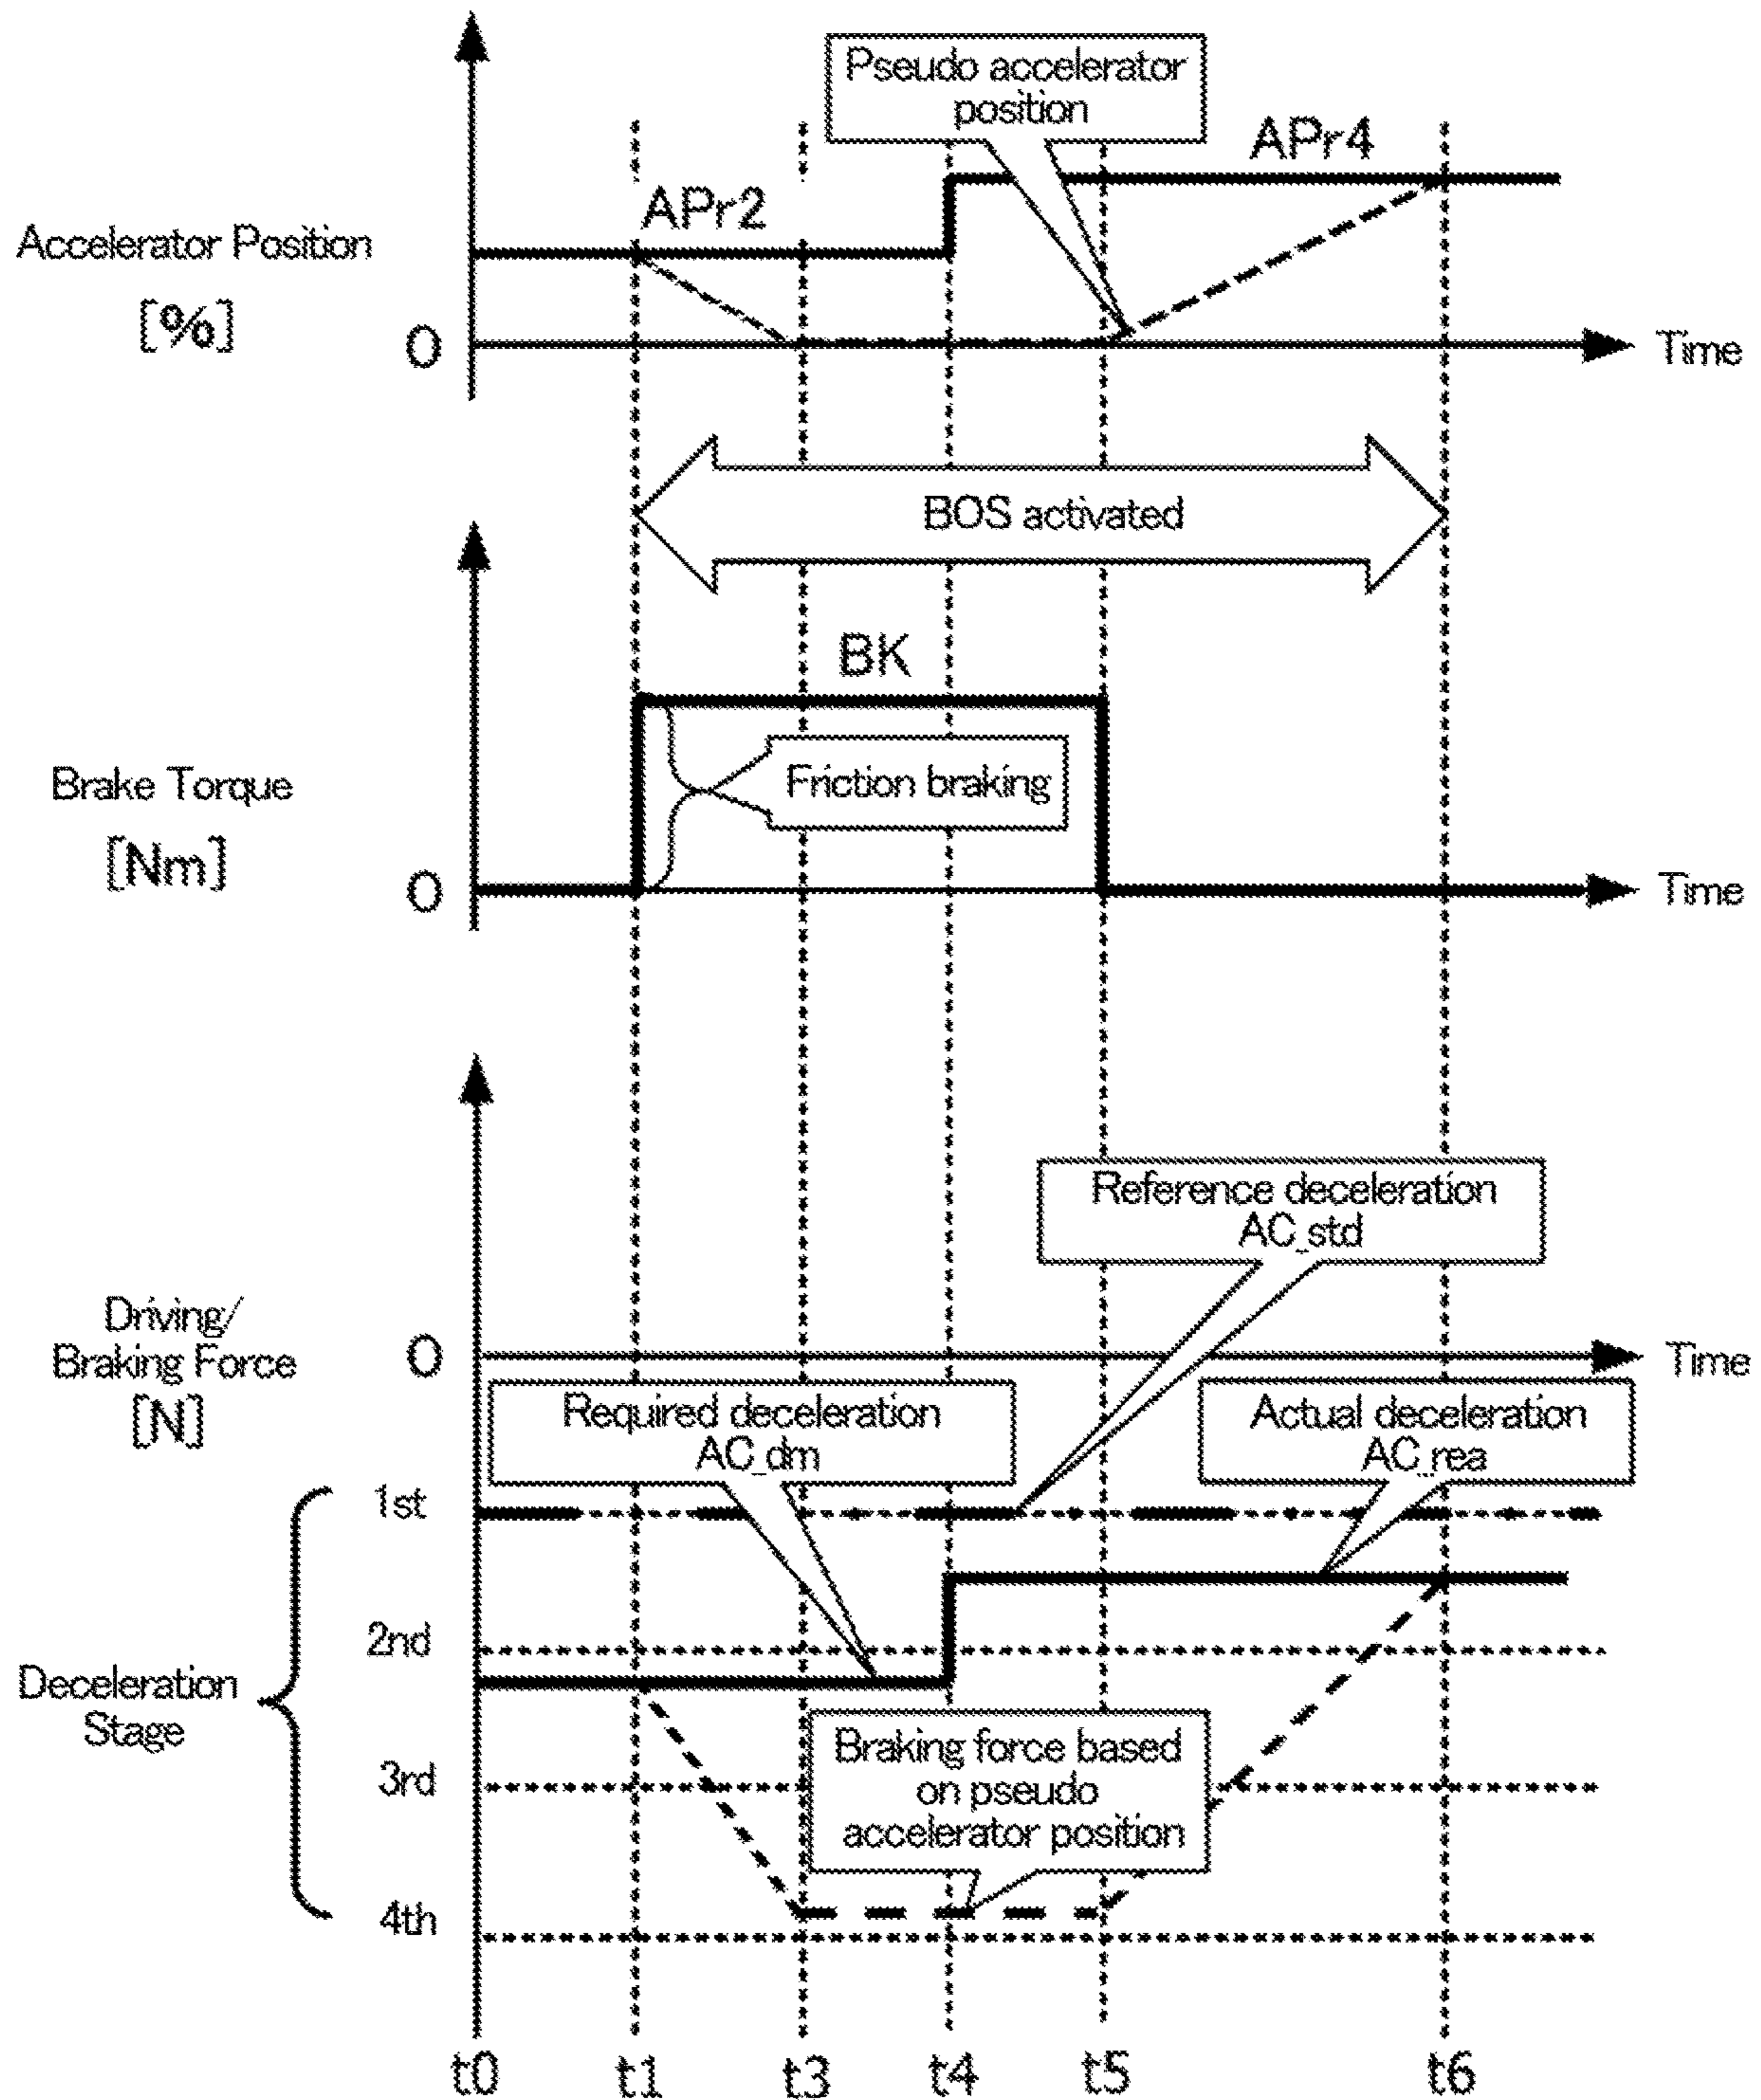 Pseudo accelerator
position
APr4
APr2
Accelerator Position
[%]
0
Time
BOS activated
BK
Friction braking
Brake Torque
[Nm]
0
Time
Reference deceleration
AC_std
Driving/
Braking Force
[N]
0
Time
Required deceleration
AC_dm
Actual deceleration
AC_rea
1st
2nd
Deceleration
Stage
Braking force based
on pseudo
accelerator position
3rd
4th
t0 t1 t3 t4 t5 t6